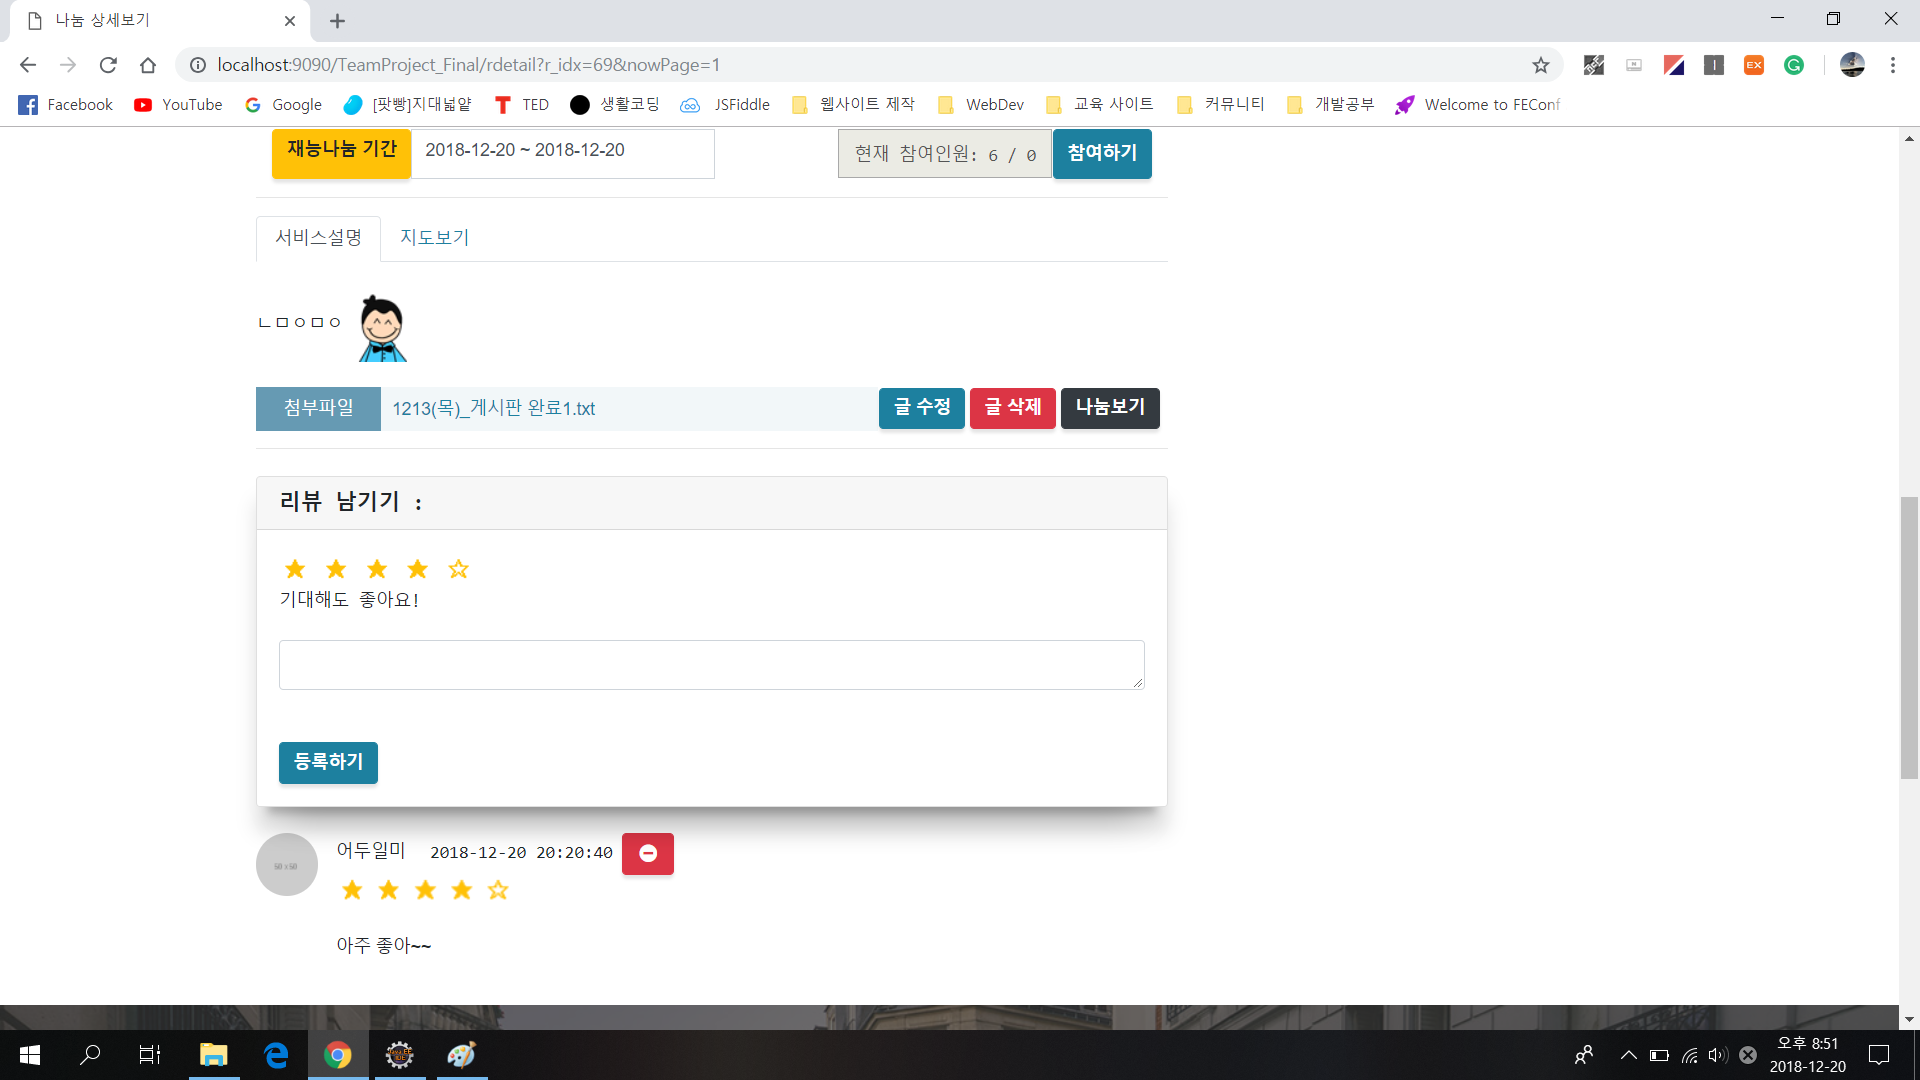 나눔 상세보기
localhost:9090/TeamProject_Final/rdetail?r_idx=69&nowPage=1
Facebook YouTube Google [팟빵]지대넓얕 TED 생활코딩 JSFiddle 웹사이트 제작 WebDev 교육 사이트 커뮤니티 개발공부 Welcome to FEConf
재능나눔 기간 2018-12-20 ~ 2018-12-20 현재 참여인원: 6 / 0 참여하기
서비스설명 지도보기
ㄴㅁㅇㅁㅇ
첨부파일 1213(목)_게시판 완료1.txt 글 수정 글 삭제 나눔보기
리뷰 남기기 :
기대해도 좋아요!
등록하기
50 x 50
어두일미 2018-12-20 20:20:40
아주 좋아~~
오후 8:51
2018-12-20